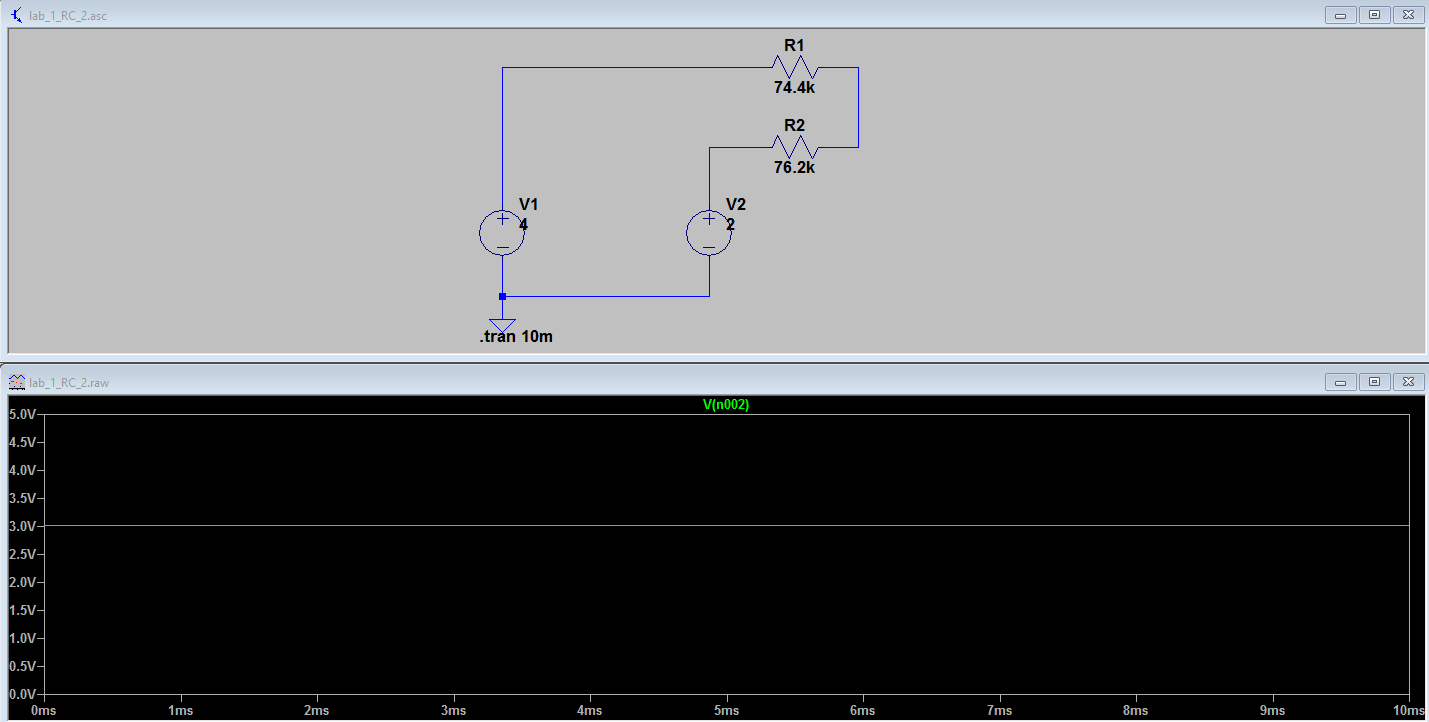 lab_1_RC_2.asc
R1
74.4k
R2
76.2k
V1
4
V2
2
.tran 10m
lab_1_RC_2.raw
V(n002)
5.0V
4.5V
4.0V
3.5V
3.0V
2.5V
2.0V
1.5V
1.0V
0.5V
0.0V
0ms 1ms 2ms 3ms 4ms 5ms 6ms 7ms 8ms 9ms 10ms